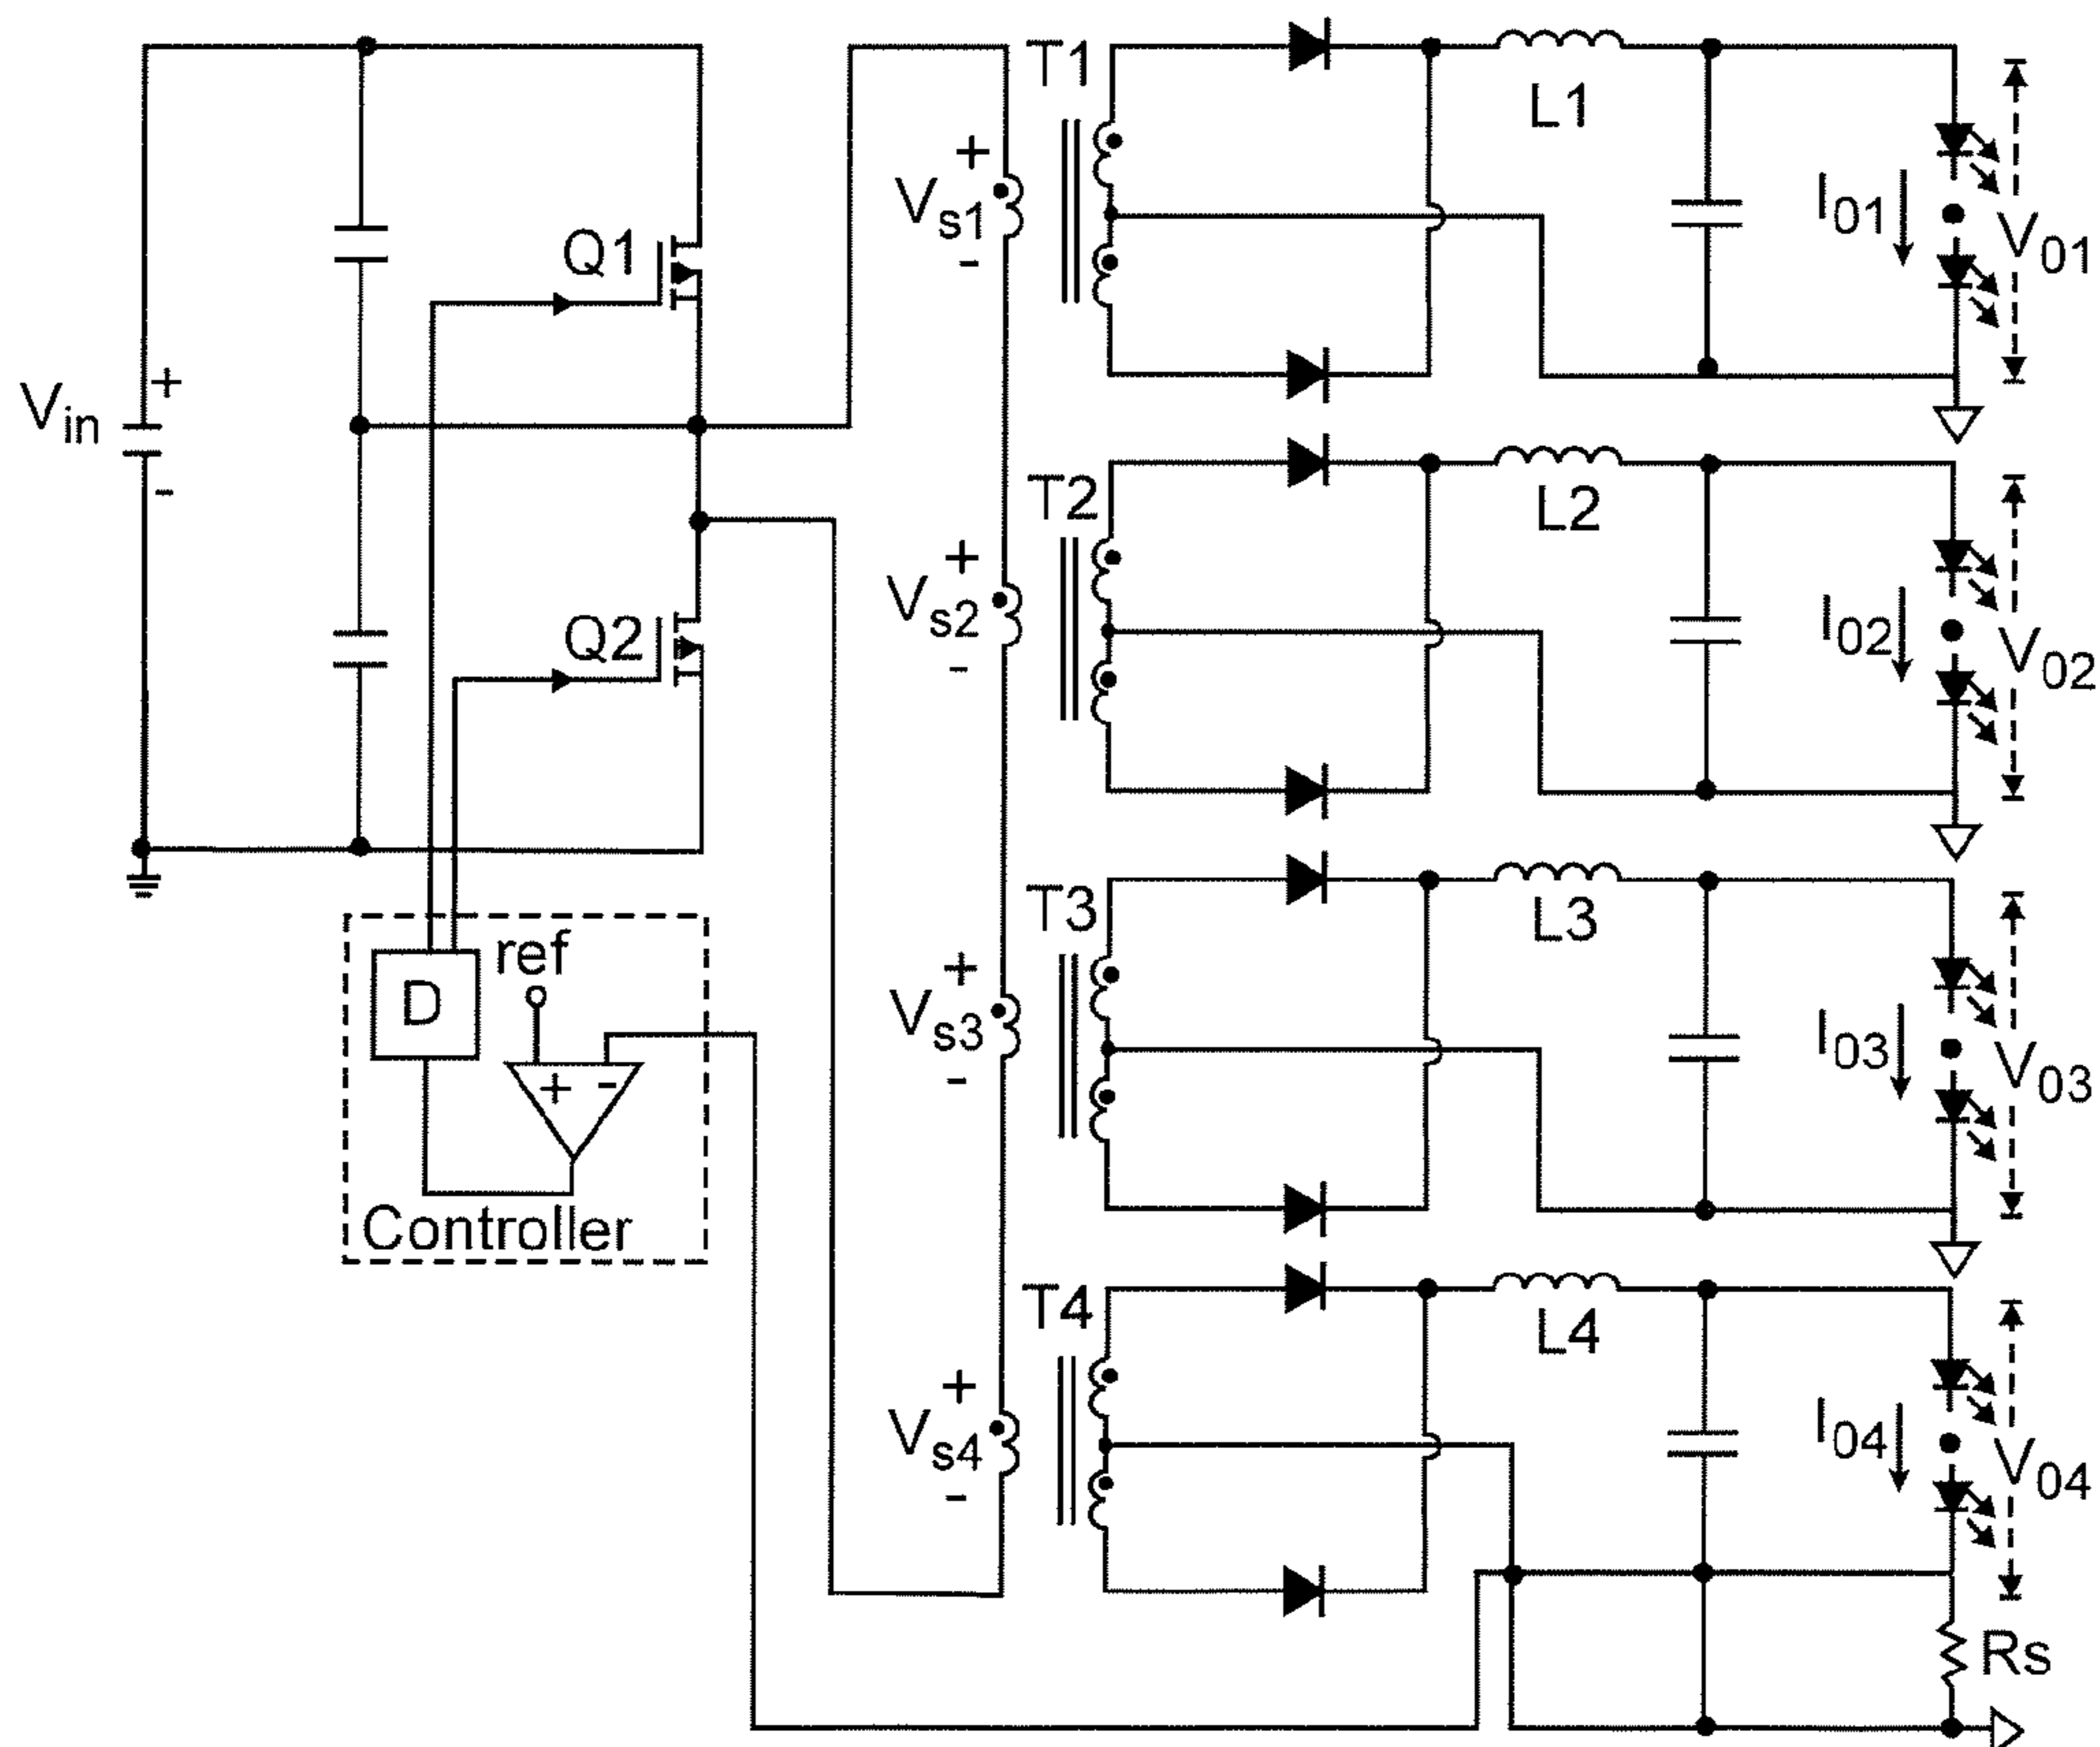 T1
L1
I01
V01
+
Vs1
-
Q1
Vin
+
-
T2
L2
I02
V02
+
Vs2
-
Q2
ref
D
+ -
Controller
T3
L3
I03
V03
+
Vs3
-
T4
L4
I04
V04
+
Vs4
-
Rs